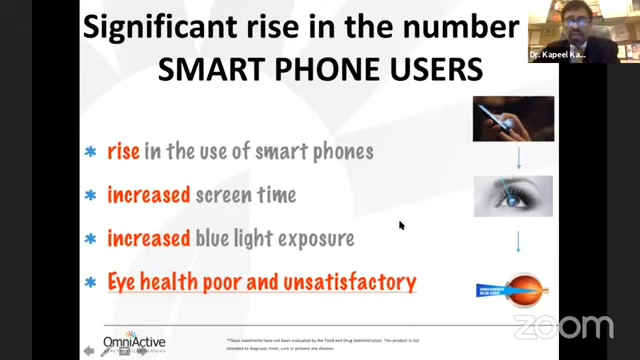 Significant rise in the number
SMART PHONE USERS
Dr. Kapeel Ka...
* rise in the use of smart phones
* increased screen time
* increased blue light exposure
* Eye health poor and unsatisfactory
OmniActive
*These statements have not been evaluated by the Food and Drug Administration. This product is not
intended to diagnose, treat, cure or prevent any disease.
zoom